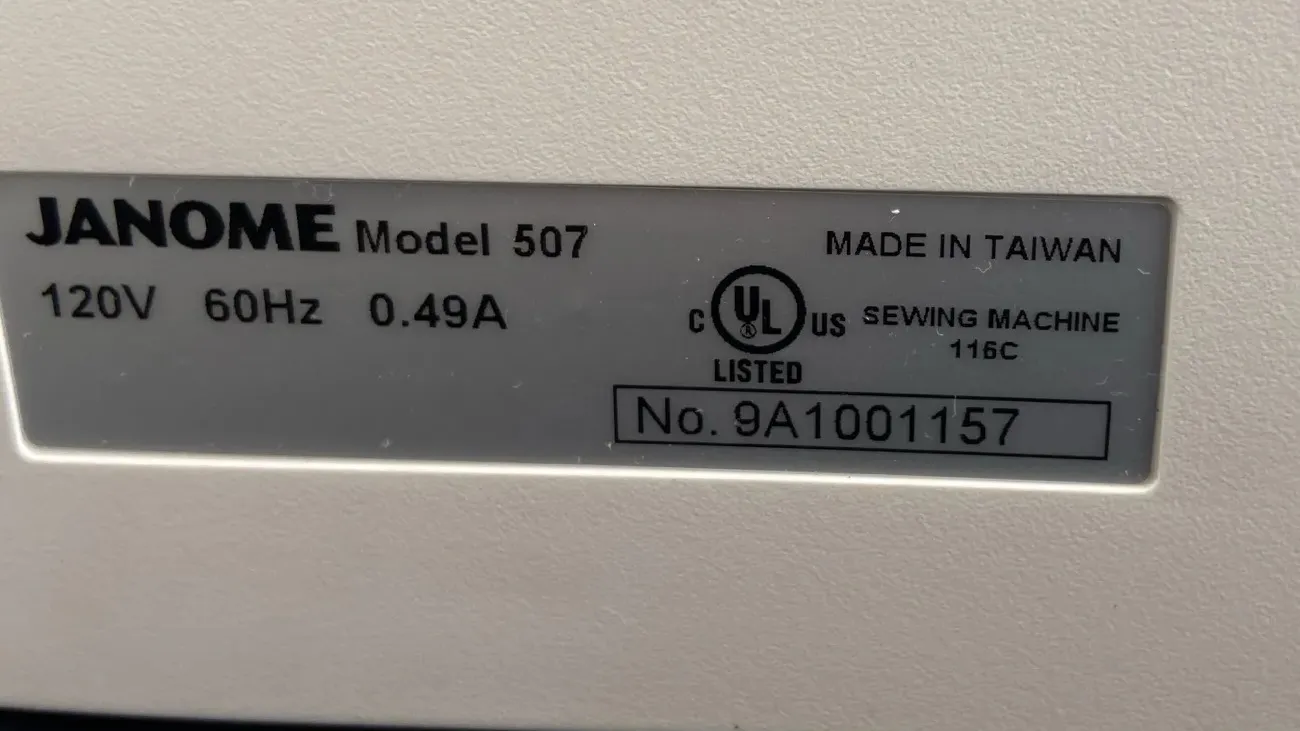 JANOME Model 507
120V 60Hz 0.49A
MADE IN TAIWAN
C UL® US
LISTED
SEWING MACHINE
116C
No. 9A1001157